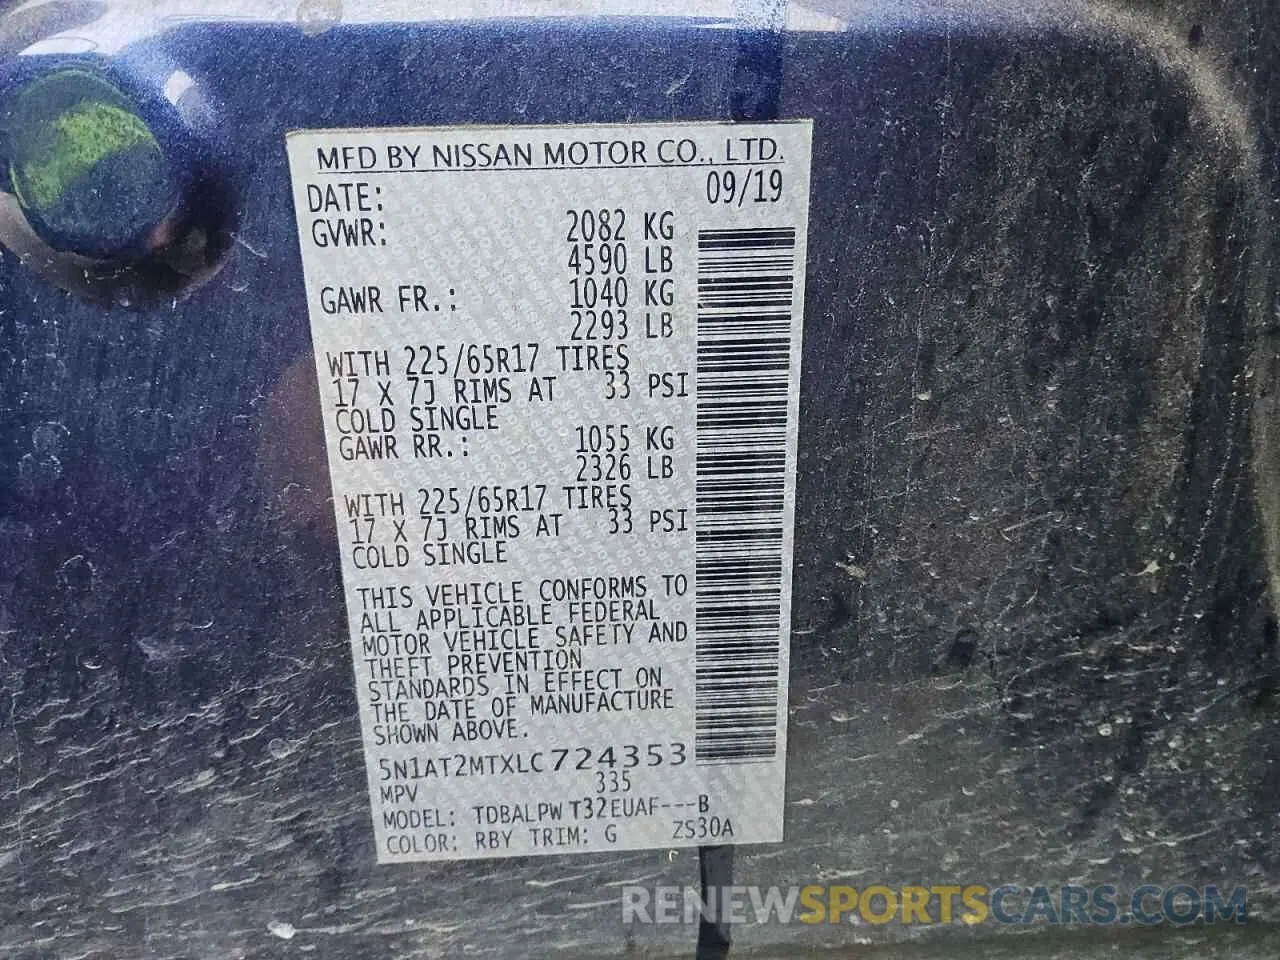 MFD BY NISSAN MOTOR CO., LTD.
DATE: 09/19
GVWR: 2082 KG
4590 LB
GAWR FR.: 1040 KG
2293 LB
WITH 225/65R17 TIRES
17 X 7J RIMS AT 33 PSI
COLD SINGLE
GAWR RR.: 1055 KG
2326 LB
WITH 225/65R17 TIRES
17 X 7J RIMS AT 33 PSI
COLD SINGLE
THIS VEHICLE CONFORMS TO
ALL APPLICABLE FEDERAL
MOTOR VEHICLE SAFETY AND
THEFT PREVENTION
STANDARDS IN EFFECT ON
THE DATE OF MANUFACTURE
SHOWN ABOVE.
5N1AT2MTXLC724353
MPV 335
MODEL: TDBALPW T32EUAF---B
COLOR: RBY TRIM: G ZS30A
RENEWSPORTSCARS.COM